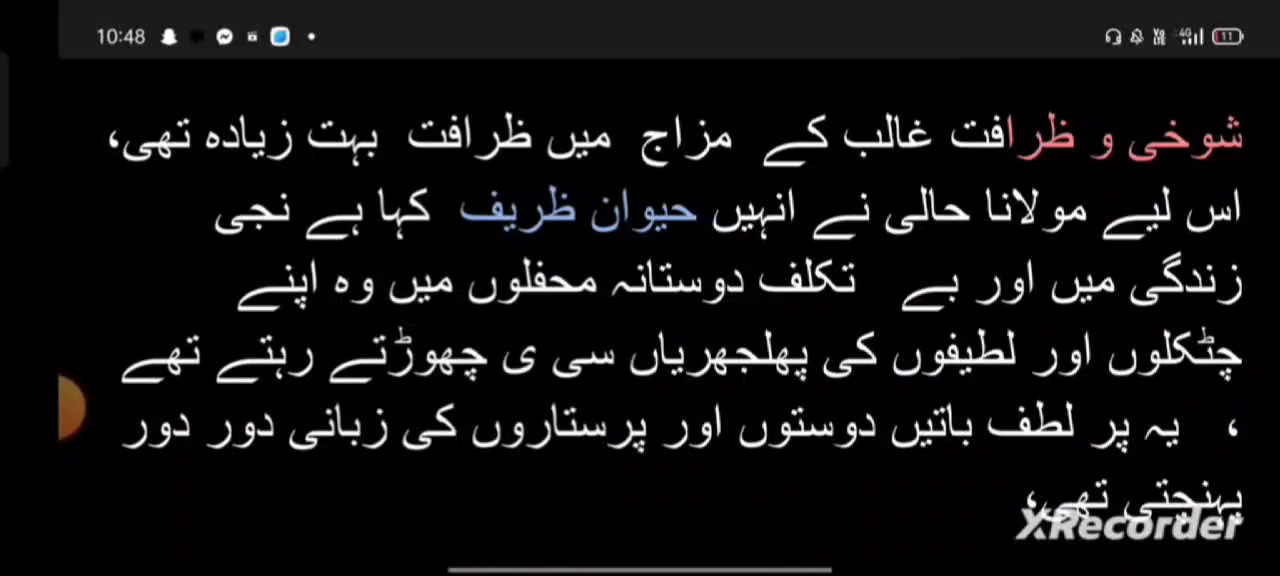 10:48
4G 11
شوخی و ظرافت غالب کے مزاج میں ظرافت بہت زیادہ تھی،
اس لیے مولانا حالی نے انہیں حیوان ظریف کہا ہے نجی
زندگی میں اور بے تکلف دوستانہ محفلوں میں وہ اپنے
چٹکلوں اور لطیفوں کی پھلجھریاں سی ی چھوڑتے رہتے تھے
، یہ پر لطف باتیں دوستوں اور پرستاروں کی زبانی دور دور
پہنچتی تھی،
XRecorder